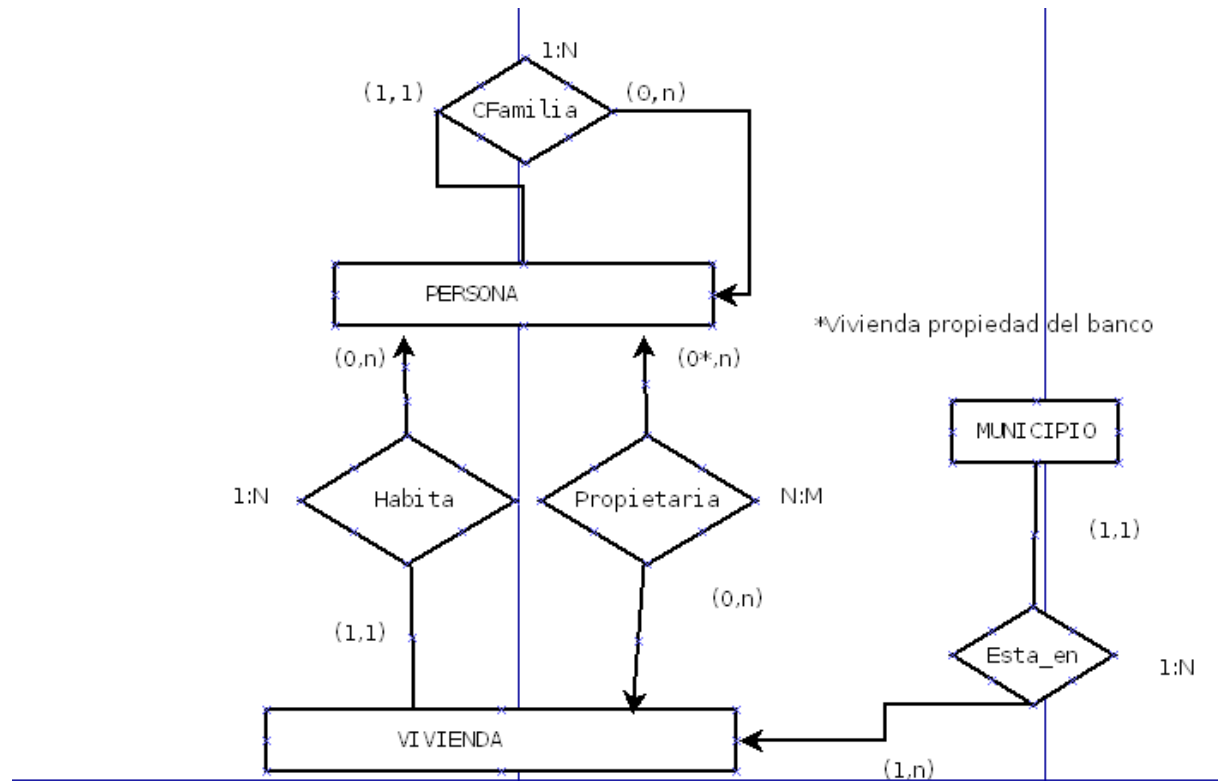 1:N
(1,1)
CFamilia
(0,n)
PERSONA
*Vivienda propiedad del banco
(0,n)
(0*,n)
MUNICIPIO
1:N
Habita
Propietaria
N:M
(1,1)
(0,n)
(1,1)
Esta_en
1:N
VIVIENDA
(1,n)